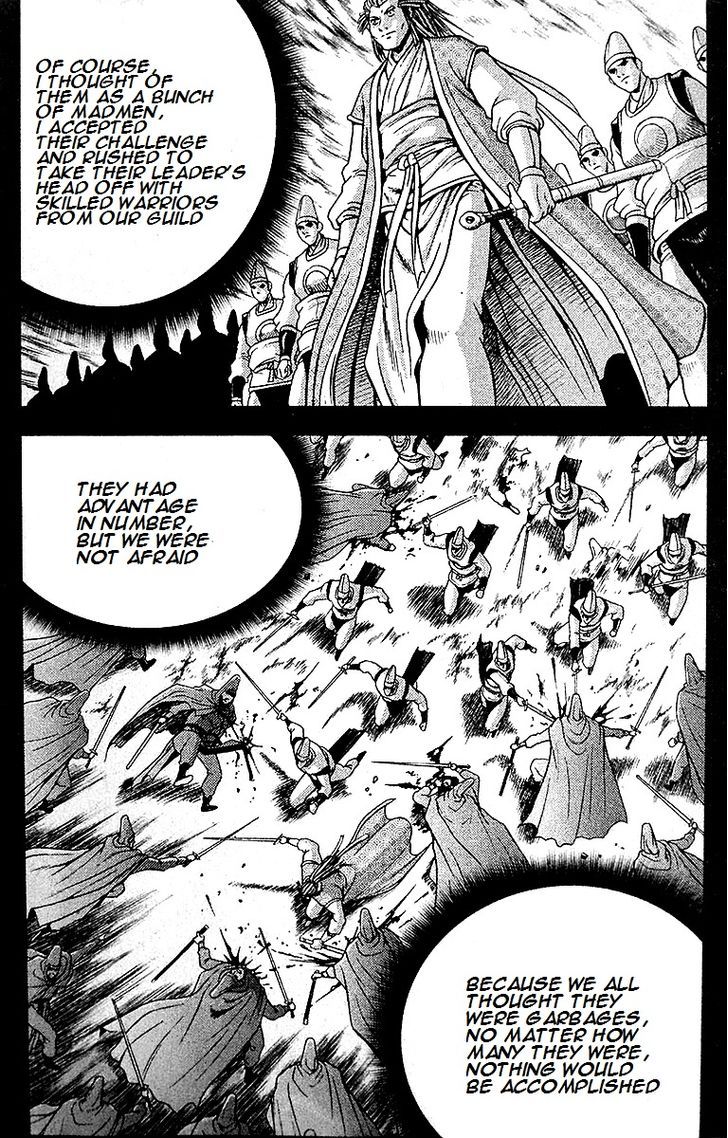 OF COURSE,
I THOUGHT OF
THEM AS A BUNCH
OF MADMEN,
I ACCEPTED
THEIR CHALLENGE
AND RUSHED TO
TAKE THEIR LEADER'S
HEAD OFF WITH
SKILLED WARRIORS
FROM OUR GUILD
THEY HAD
ADVANTAGE
IN NUMBER,
BUT WE WERE
NOT AFRAID
BECAUSE WE ALL
THOUGHT THEY
WERE GARBAGES,
NO MATTER HOW
MANY THEY WERE,
NOTHING WOULD
BE ACCOMPLISHED